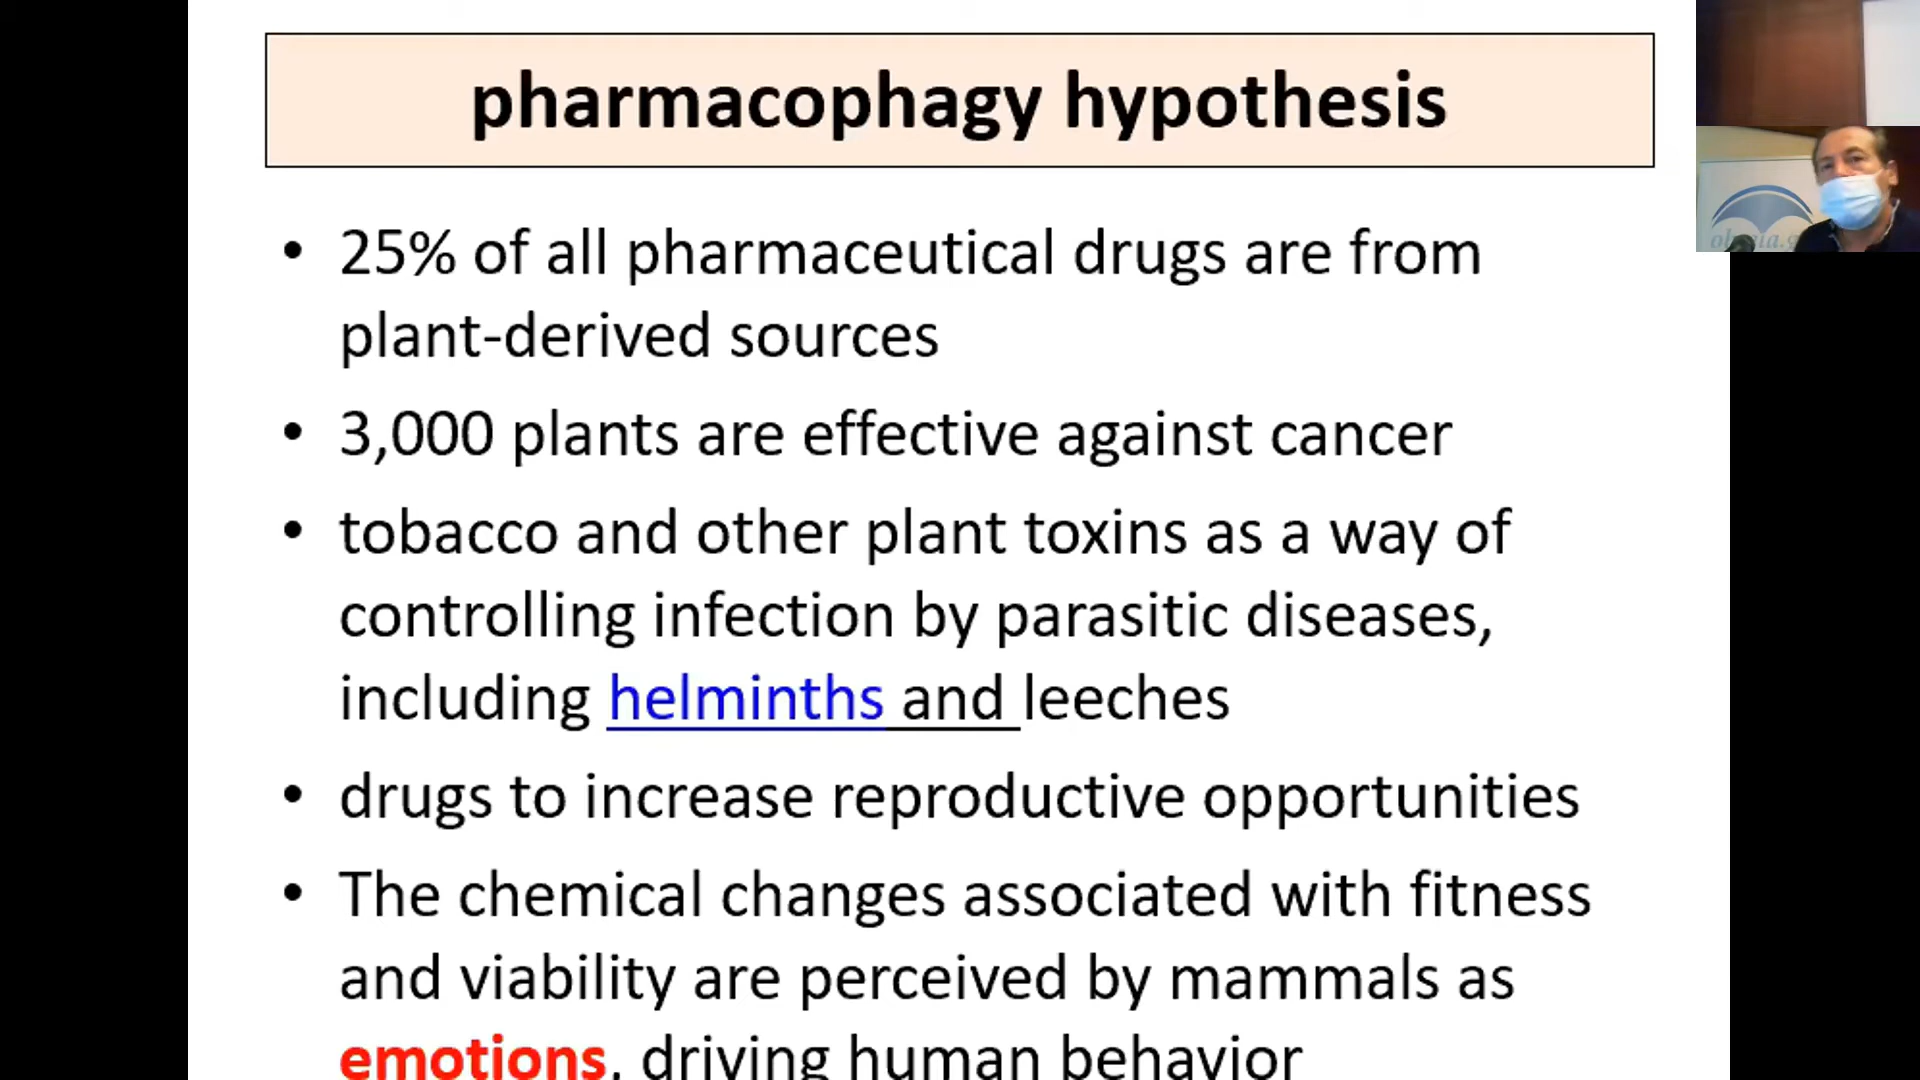 pharmacophagy hypothesis
• 25% of all pharmaceutical drugs are from
plant-derived sources
• 3,000 plants are effective against cancer
• tobacco and other plant toxins as a way of
controlling infection by parasitic diseases,
including helminths and leeches
• drugs to increase reproductive opportunities
• The chemical changes associated with fitness
and viability are perceived by mammals as
emotions, driving human behavior